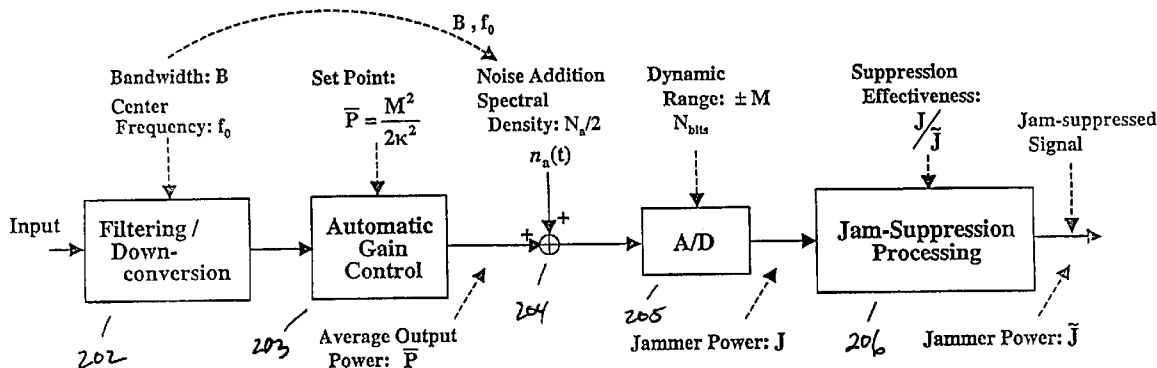 B , f₀
Bandwidth: B
Center
Frequency: f₀
Set Point:
P̅ = M²/2κ²
Noise Addition
Spectral
Density: Nₐ/2
nₐ(t)
Dynamic
Range: ± M
N_bits
Suppression
Effectiveness:
J/J̃
Jam-suppressed
Signal
Input
Filtering /
Down-
conversion
Automatic
Gain
Control
+
+
A/D
Jam-Suppression
Processing
202
203
204
205
206
Average Output
Power: P̅
Jammer Power: J
Jammer Power: J̃